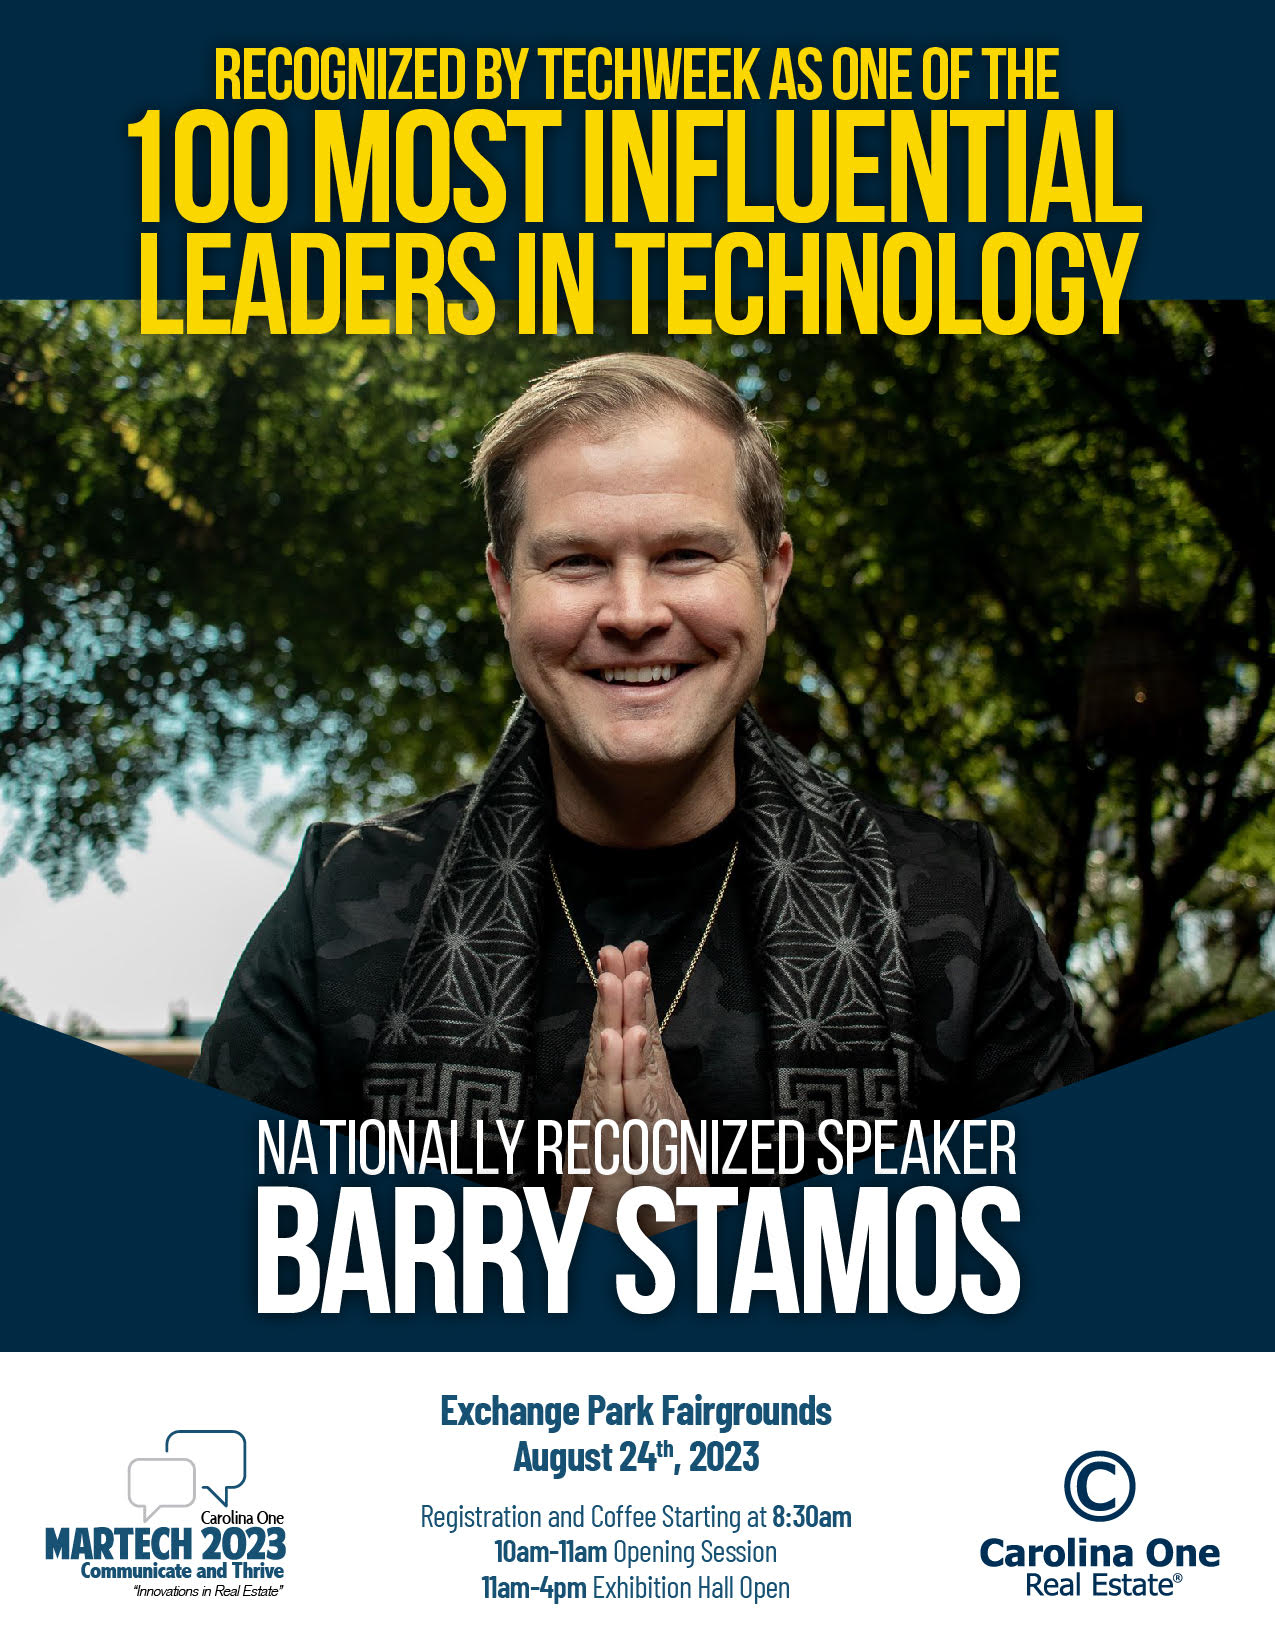 RECOGNIZED BY TECHWEEK AS ONE OF THE
100 MOST INFLUENTIAL
LEADERS IN TECHNOLOGY
NATIONALLY RECOGNIZED SPEAKER
BARRY STAMOS
Exchange Park Fairgrounds
August 24th, 2023
Registration and Coffee Starting at 8:30am
10am-11am Opening Session
11am-4pm Exhibition Hall Open
Carolina One
MARTECH 2023
Communicate and Thrive
"Innovations in Real Estate"
C
Carolina One
Real Estate®